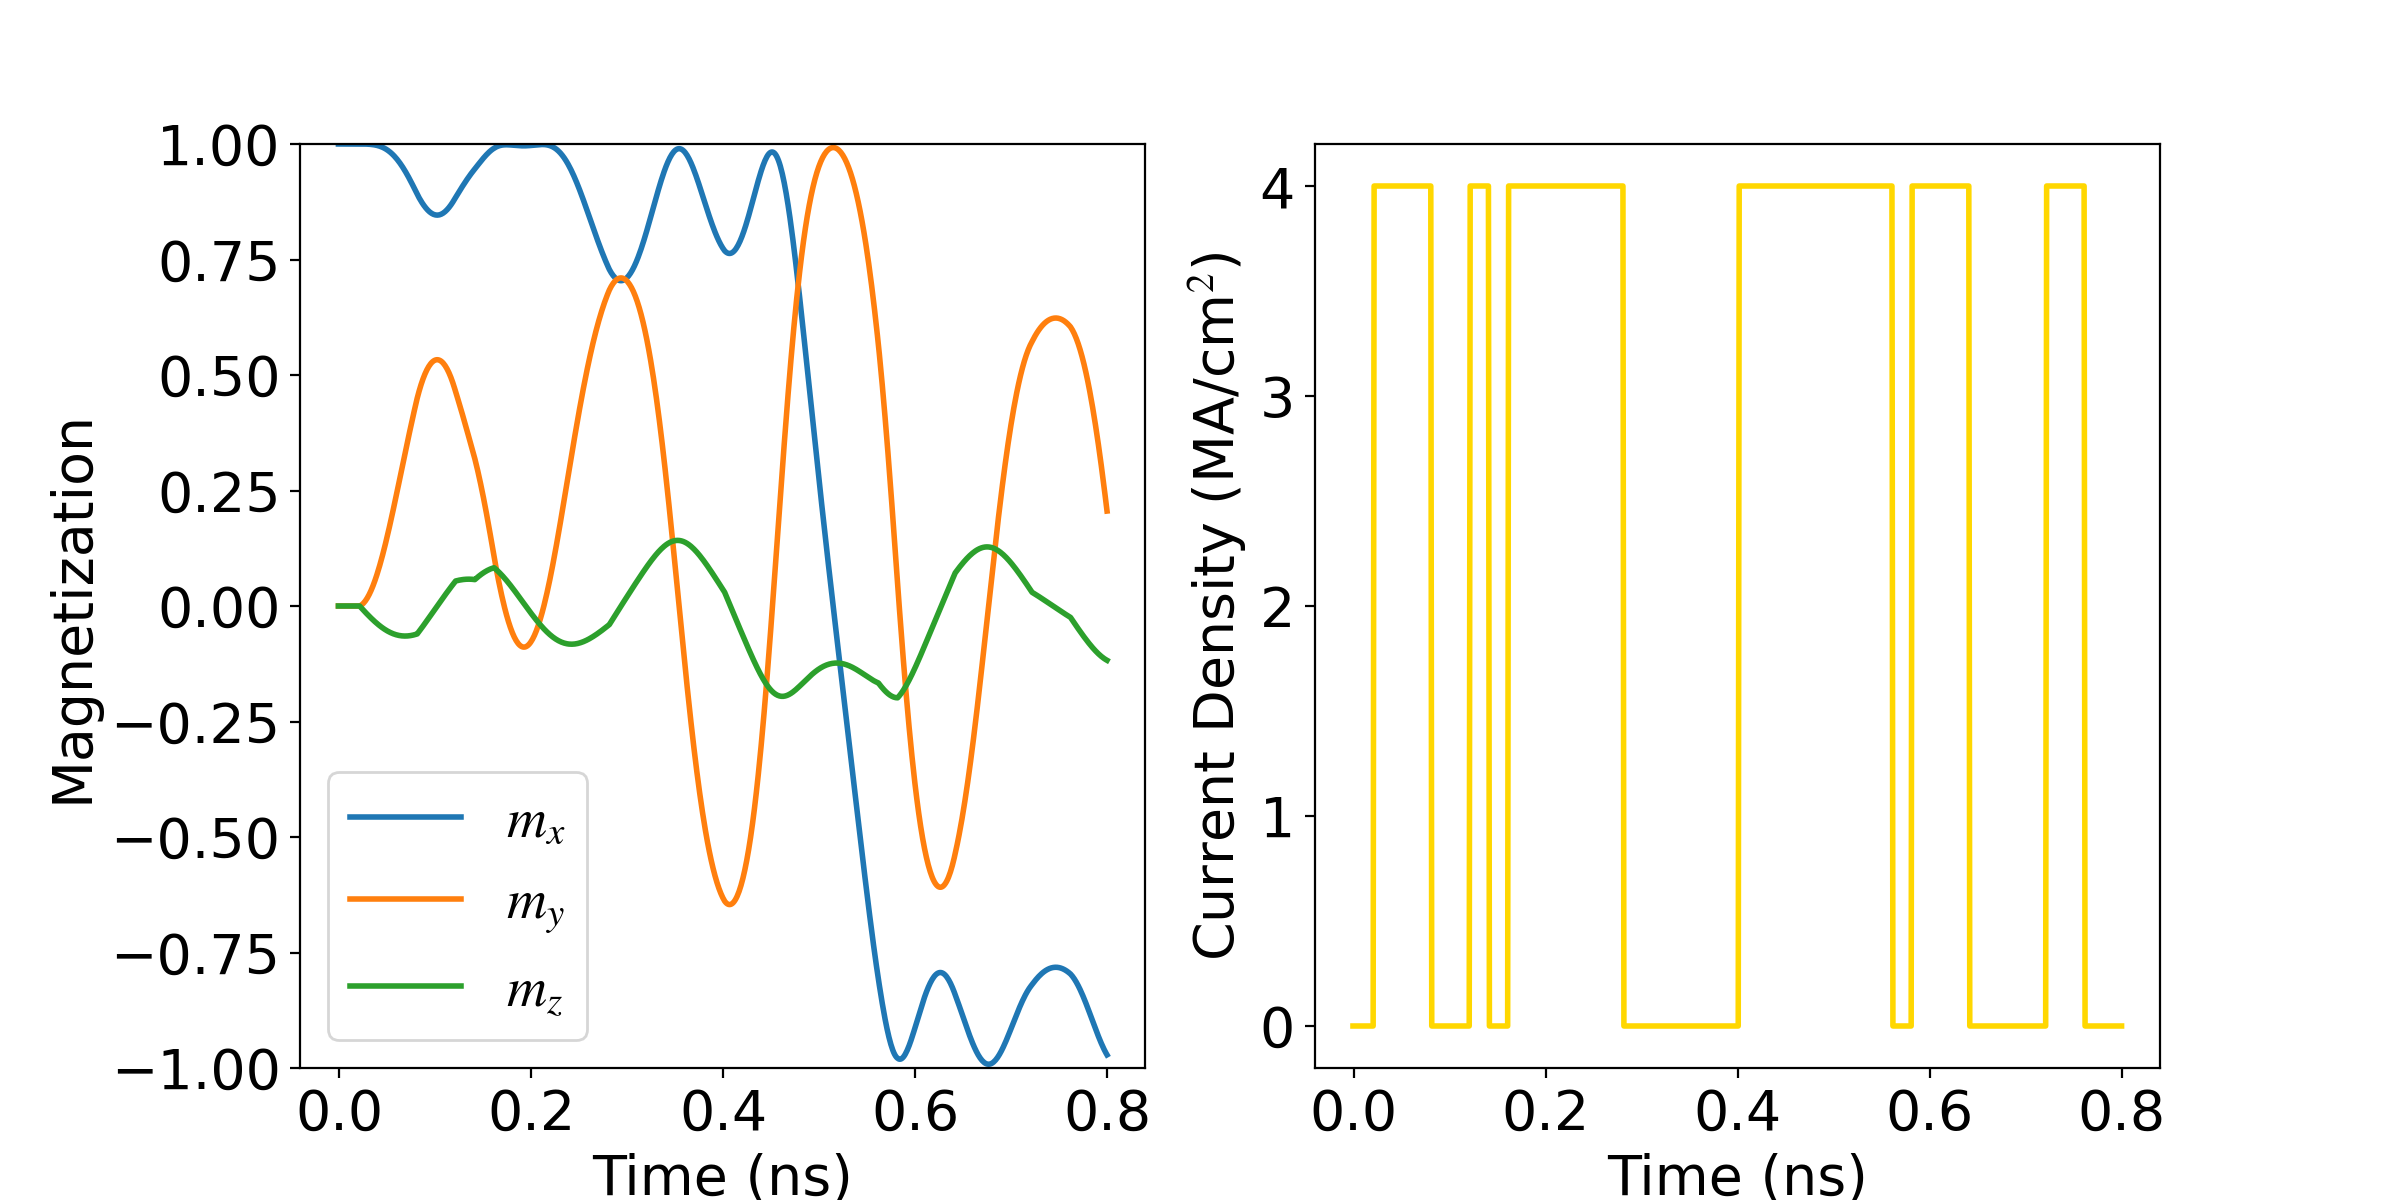 Magnetization
1.00
0.75
0.50
0.25
0.00
−0.25
−0.50
−0.75
−1.00
m_x
m_y
m_z
0.0 0.2 0.4 0.6 0.8
Time (ns)
Current Density (MA/cm²)
4
3
2
1
0
0.0 0.2 0.4 0.6 0.8
Time (ns)